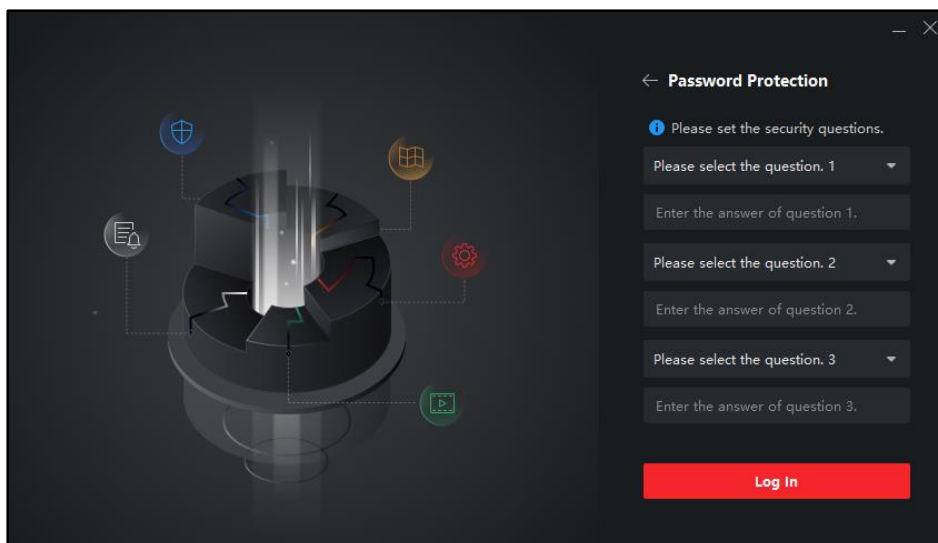 Password Protection
Please set the security questions.
Please select the question. 1
Enter the answer of question 1.
Please select the question. 2
Enter the answer of question 2.
Please select the question. 3
Enter the answer of question 3.
Log In